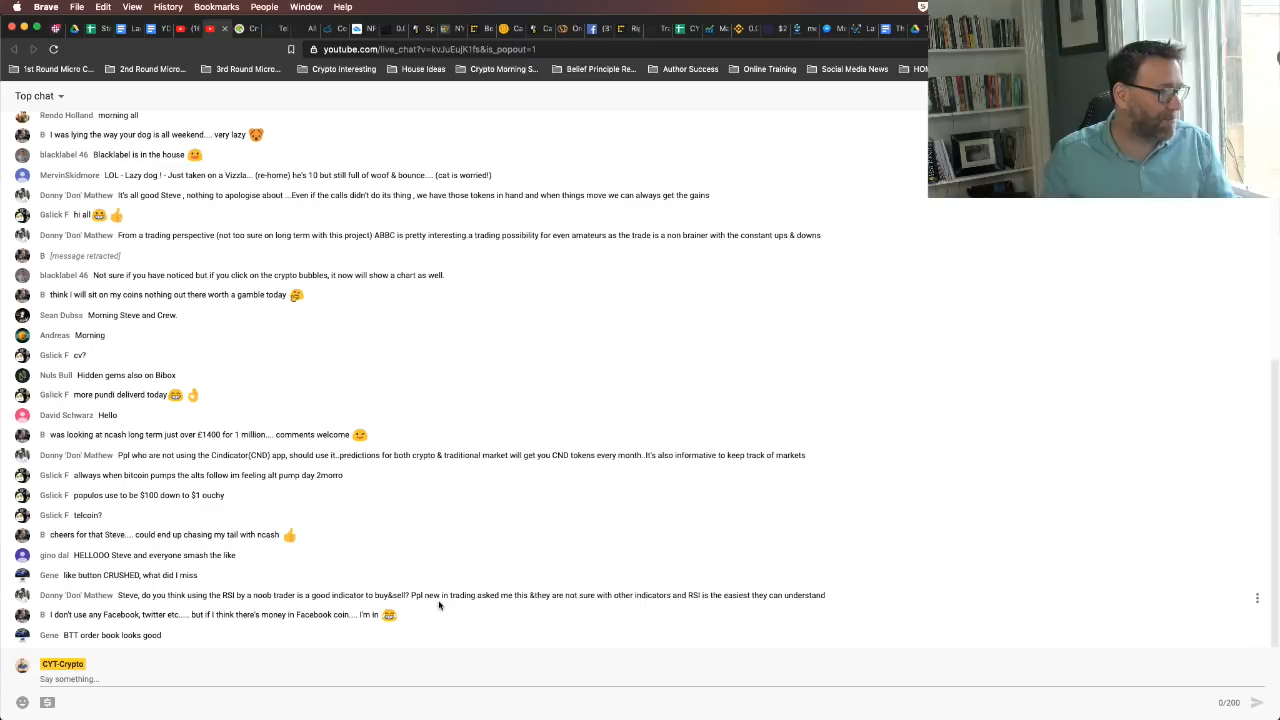 Brave File Edit View History Bookmarks People Window Help
youtube.com/live_chat?v=kvJuEujK1fs&is_popout=1
1st Round Micro C... 2nd Round Micro... 3rd Round Micro... Crypto Interesting House Ideas Crypto Morning S... Belief Principle Re... Author Success Online Training Social Media News
Top chat
Rendo Holland morning all
B I was lying the way your dog is all weekend.... very lazy
blacklabel 46 Blacklabel is in the house
MervinSkidmore LOL - Lazy dog ! - Just taken on a Vizzla... (re-home) he's 10 but still full of woof & bounce.... (cat is worried!)
Donny 'Don' Mathew It's all good Steve , nothing to apologise about ...Even if the calls didn't do its thing , we have those tokens in hand and when things move we can always get the gains
Gslick F hi all
Donny 'Don' Mathew From a trading perspective (not too sure on long term with this project) ABBC is pretty interesting.a trading possibility for even amateurs as the trade is a non brainer with the constant ups & downs
B [message retracted]
blacklabel 46 Not sure if you have noticed but if you click on the crypto bubbles, it now will show a chart as well.
B think i will sit on my coins nothing out there worth a gamble today
Sean Dubss Morning Steve and Crew.
Andreas Morning
Gslick F cv?
Nuls Bull Hidden gems also on Bibox
Gslick F more pundi deliverd today
David Schwarz Hello
B was looking at ncash long term just over £1400 for 1 million.... comments welcome
Donny 'Don' Mathew Ppl who are not using the Cindicator(CND) app, should use it..predictions for both crypto & traditional market will get you CND tokens every month..It's also informative to keep track of markets
Gslick F allways when bitcoin pumps the alts follow im feeling alt pump day 2morro
Gslick F populos use to be $100 down to $1 ouchy
Gslick F telcoin?
B cheers for that Steve.... could end up chasing my tail with ncash
gino dal HELLOOO Steve and everyone smash the like
Gene like button CRUSHED, what did I miss
Donny 'Don' Mathew Steve, do you think using the RSI by a noob trader is a good indicator to buy&sell? Ppl new in trading asked me this &they are not sure with other indicators and RSI is the easiest they can understand
B I don't use any Facebook, twitter etc..... but if I think there's money in Facebook coin.... I'm in
Gene BTT order book looks good
CYT-Crypto
Say something...
0/200